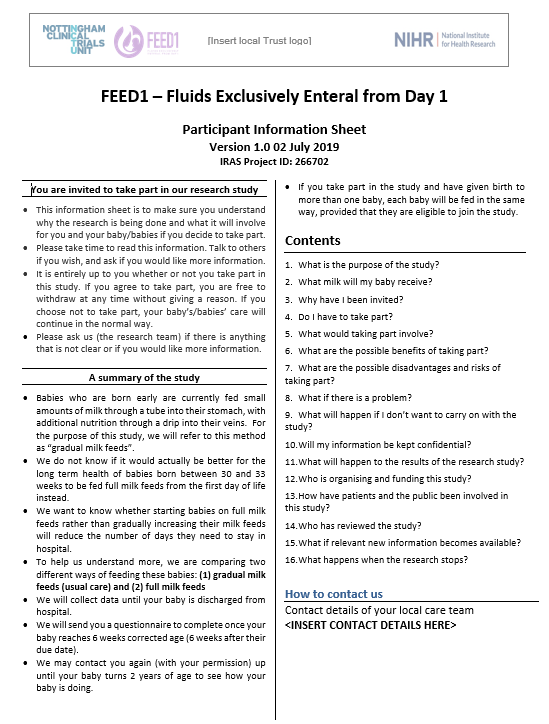 NOTTINGHAM
CLINICAL
TRIALS
UNIT
FEED1
[Insert local Trust logo]
NIHR | National Institute
for Health Research
FEED1 – Fluids Exclusively Enteral from Day 1
Participant Information Sheet
Version 1.0 02 July 2019
IRAS Project ID: 266702
You are invited to take part in our research study
• This information sheet is to make sure you understand
why the research is being done and what it will involve
for you and your baby/babies if you decide to take part.
• Please take time to read this information. Talk to others
if you wish, and ask if you would like more information.
• It is entirely up to you whether or not you take part in
this study. If you agree to take part, you are free to
withdraw at any time without giving a reason. If you
choose not to take part, your baby’s/babies’ care will
continue in the normal way.
• Please ask us (the research team) if there is anything
that is not clear or if you would like more information.
A summary of the study
• Babies who are born early are currently fed small
amounts of milk through a tube into their stomach, with
additional nutrition through a drip into their veins. For
the purpose of this study, we will refer to this method
as “gradual milk feeds”.
• We do not know if it would actually be better for the
long term health of babies born between 30 and 33
weeks to be fed full milk feeds from the first day of life
instead.
• We want to know whether starting babies on full milk
feeds rather than gradually increasing their milk feeds
will reduce the number of days they need to stay in
hospital.
• To help us understand more, we are comparing two
different ways of feeding these babies: (1) gradual milk
feeds (usual care) and (2) full milk feeds
• We will collect data until your baby is discharged from
hospital.
• We will send you a questionnaire to complete once your
baby reaches 6 weeks corrected age (6 weeks after their
due date).
• We may contact you again (with your permission) up
until your baby turns 2 years of age to see how your
baby is doing.
• If you take part in the study and have given birth to
more than one baby, each baby will be fed in the same
way, provided that they are eligible to join the study.
Contents
1. What is the purpose of the study?
2. What milk will my baby receive?
3. Why have I been invited?
4. Do I have to take part?
5. What would taking part involve?
6. What are the possible benefits of taking part?
7. What are the possible disadvantages and risks of
taking part?
8. What if there is a problem?
9. What will happen if I don’t want to carry on with the
study?
10.Will my information be kept confidential?
11.What will happen to the results of the research study?
12.Who is organising and funding this study?
13.How have patients and the public been involved in
this study?
14.Who has reviewed the study?
15.What if relevant new information becomes available?
16.What happens when the research stops?
How to contact us
Contact details of your local care team
<INSERT CONTACT DETAILS HERE>